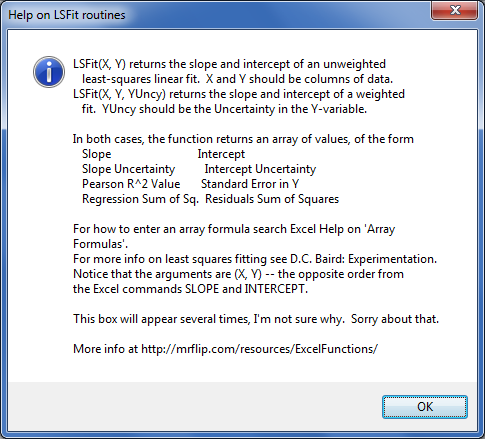 Help on LSFit routines
LSFit(X, Y) returns the slope and intercept of an unweighted
least-squares linear fit.  X and Y should be columns of data.
LSFit(X, Y, YUncy) returns the slope and intercept of a weighted
fit.  YUncy should be the Uncertainty in the Y-variable.
In both cases, the function returns an array of values, of the form
Slope Intercept
Slope Uncertainty Intercept Uncertainty
Pearson R^2 Value Standard Error in Y
Regression Sum of Sq. Residuals Sum of Squares
For how to enter an array formula search Excel Help on 'Array
Formulas'.
For more info on least squares fitting see D.C. Baird: Experimentation.
Notice that the arguments are (X, Y) -- the opposite order from
the Excel commands SLOPE and INTERCEPT.
This box will appear several times, I'm not sure why.  Sorry about that.
More info at http://mrflip.com/resources/ExcelFunctions/
OK